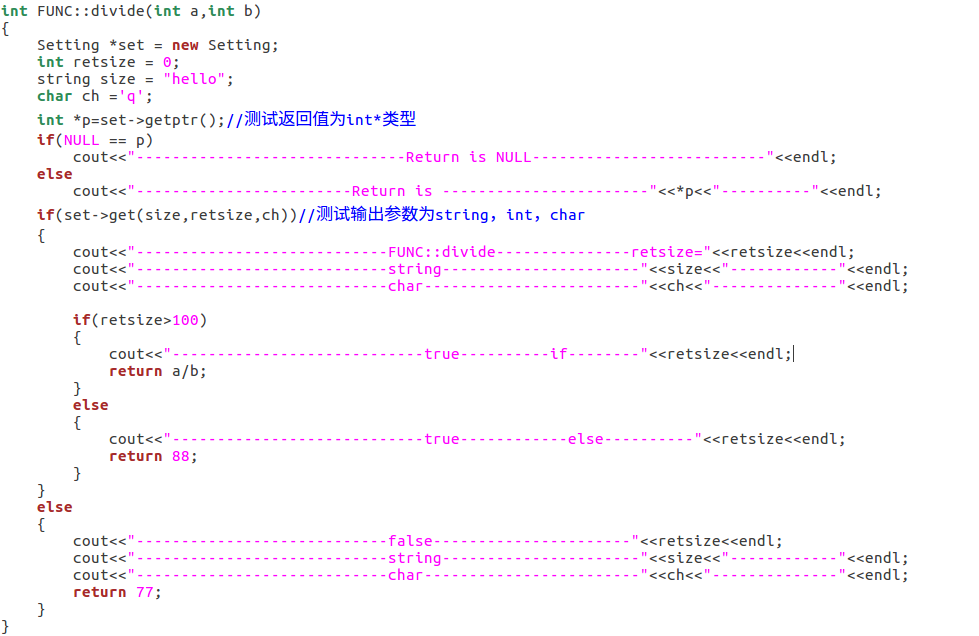 int FUNC::divide(int a,int b)
{
    Setting *set = new Setting;
    int retsize = 0;
    string size = "hello";
    char ch ='q';
    int *p=set->getptr();//测试返回值为int*类型
    if(NULL == p)
        cout<<"------------------------------Return is NULL--------------------------"<<endl;
    else
        cout<<"------------------------Return is -----------------------"<<*p<<"----------"<<endl;
    if(set->get(size,retsize,ch))//测试输出参数为string，int，char
    {
        cout<<"----------------------------FUNC::divide---------------retsize="<<retsize<<endl;
        cout<<"----------------------------string----------------------"<<size<<"------------"<<endl;
        cout<<"----------------------------char------------------------"<<ch<<"--------------"<<endl;
        if(retsize>100)
        {
            cout<<"----------------------------true----------if--------"<<retsize<<endl;
            return a/b;
        }
        else
        {
            cout<<"----------------------------true------------else----------"<<retsize<<endl;
            return 88;
        }
    }
    else
    {
        cout<<"----------------------------false----------------------"<<retsize<<endl;
        cout<<"----------------------------string----------------------"<<size<<"------------"<<endl;
        cout<<"----------------------------char------------------------"<<ch<<"--------------"<<endl;
        return 77;
    }
}